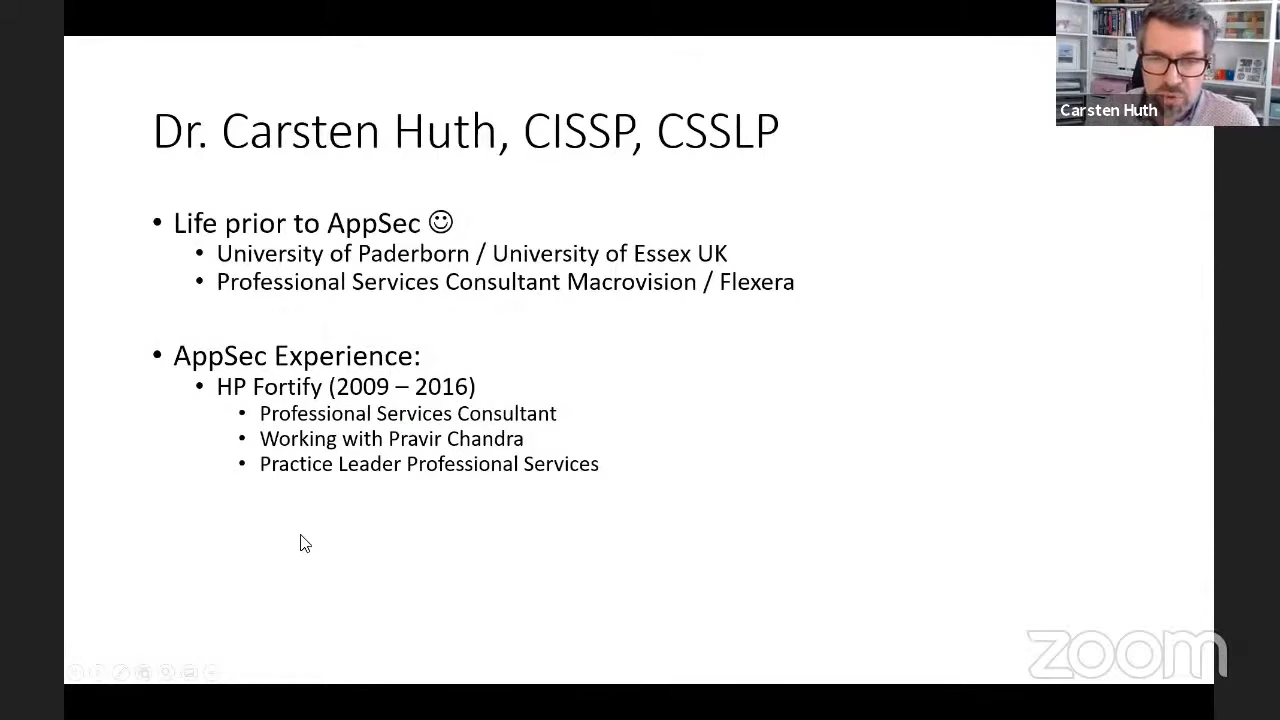 Dr. Carsten Huth, CISSP, CSSLP
• Life prior to AppSec ☺
• University of Paderborn / University of Essex UK
• Professional Services Consultant Macrovision / Flexera
• AppSec Experience:
• HP Fortify (2009 – 2016)
• Professional Services Consultant
• Working with Pravir Chandra
• Practice Leader Professional Services
Carsten Huth
zoom